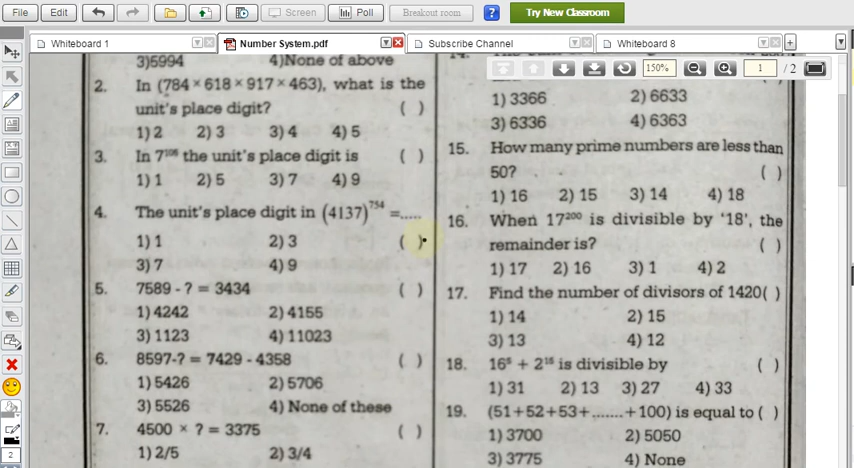 File
Edit
Screen
Poll
Breakout room
?
Try New Classroom
Whiteboard 1
Number System.pdf
Subscribe Channel
Whiteboard 8
150%
1 / 2
3)5994 4)None of above
2. In (784 × 618 × 917 × 463), what is the
unit's place digit? ( )
1) 2 2) 3 3) 4 4) 5
3. In 7¹⁰⁸ the unit's place digit is ( )
1) 1 2) 5 3) 7 4) 9
4. The unit's place digit in (4137)⁷⁵⁴ =.....
1) 1 2) 3 ( )
3) 7 4) 9
5. 7589 - ? = 3434 ( )
1) 4242 2) 4155
3) 1123 4) 11023
6. 8597-? = 7429 - 4358 ( )
1) 5426 2) 5706
3) 5526 4) None of these
7. 4500 × ? = 3375 ( )
1) 2/5 2) 3/4
14.
1) 3366 2) 6633
3) 6336 4) 6363
15. How many prime numbers are less than
50? ( )
1) 16 2) 15 3) 14 4) 18
16. When 17²⁰⁰ is divisible by '18', the
remainder is? ( )
1) 17 2) 16 3) 1 4) 2
17. Find the number of divisors of 1420( )
1) 14 2) 15
3) 13 4) 12
18. 16⁵ + 2¹⁵ is divisible by ( )
1) 31 2) 13 3) 27 4) 33
19. (51+52+53+.......+100) is equal to ( )
1) 3700 2) 5050
3) 3775 4) None
2